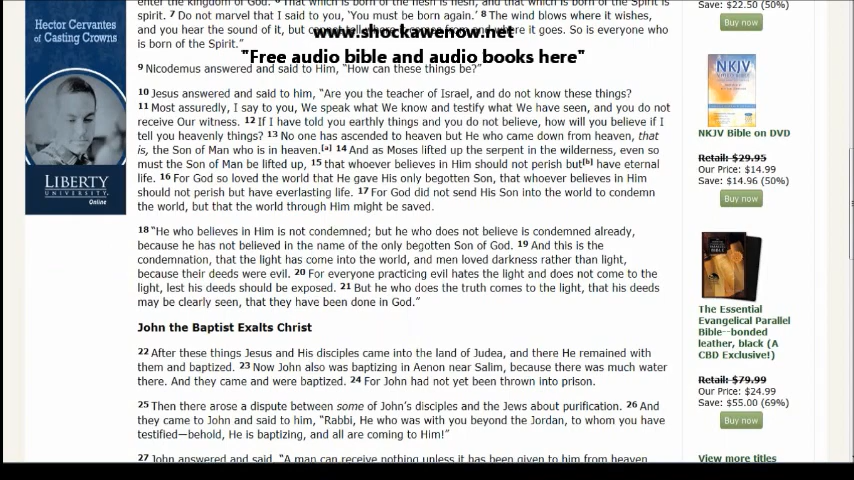 Hector Cervantes
of Casting Crowns
LIBERTY
UNIVERSITY
Online
www.shockawenow.net
"Free audio bible and audio books here"
enter the kingdom of God. 6 That which is born of the flesh is flesh, and that which is born of the Spirit is
spirit. 7 Do not marvel that I said to you, ‘You must be born again.’ 8 The wind blows where it wishes,
and you hear the sound of it, but cannot tell where it comes from and where it goes. So is everyone who
is born of the Spirit.”
9 Nicodemus answered and said to Him, “How can these things be?”
10 Jesus answered and said to him, “Are you the teacher of Israel, and do not know these things?
11 Most assuredly, I say to you, We speak what We know and testify what We have seen, and you do not
receive Our witness. 12 If I have told you earthly things and you do not believe, how will you believe if I
tell you heavenly things? 13 No one has ascended to heaven but He who came down from heaven, that
is, the Son of Man who is in heaven.[a] 14 And as Moses lifted up the serpent in the wilderness, even so
must the Son of Man be lifted up, 15 that whoever believes in Him should not perish but[b] have eternal
life. 16 For God so loved the world that He gave His only begotten Son, that whoever believes in Him
should not perish but have everlasting life. 17 For God did not send His Son into the world to condemn
the world, but that the world through Him might be saved.
18 “He who believes in Him is not condemned; but he who does not believe is condemned already,
because he has not believed in the name of the only begotten Son of God. 19 And this is the
condemnation, that the light has come into the world, and men loved darkness rather than light,
because their deeds were evil. 20 For everyone practicing evil hates the light and does not come to the
light, lest his deeds should be exposed. 21 But he who does the truth comes to the light, that his deeds
may be clearly seen, that they have been done in God.”
John the Baptist Exalts Christ
22 After these things Jesus and His disciples came into the land of Judea, and there He remained with
them and baptized. 23 Now John also was baptizing in Aenon near Salim, because there was much water
there. And they came and were baptized. 24 For John had not yet been thrown into prison.
25 Then there arose a dispute between some of John’s disciples and the Jews about purification. 26 And
they came to John and said to him, “Rabbi, He who was with you beyond the Jordan, to whom you have
testified—behold, He is baptizing, and all are coming to Him!”
27 John answered and said, “A man can receive nothing unless it has been given to him from heaven
Save: $22.50 (50%)
Buy now
NKJV
NKJV Bible on DVD
Retail: $29.95
Our Price: $14.99
Save: $14.96 (50%)
Buy now
The Essential
Evangelical Parallel
Bible--bonded
leather, black (A
CBD Exclusive!)
Retail: $79.99
Our Price: $24.99
Save: $55.00 (69%)
Buy now
View more titles